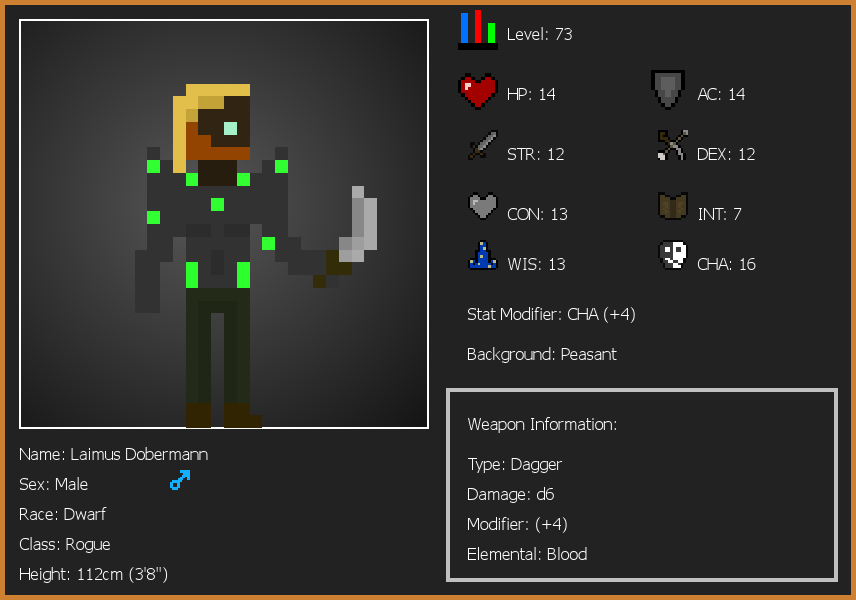 Level: 73
HP: 14
AC: 14
STR: 12
DEX: 12
CON: 13
INT: 7
WIS: 13
CHA: 16
Stat Modifier: CHA (+4)
Background: Peasant
Weapon Information:
Type: Dagger
Damage: d6
Modifier: (+4)
Elemental: Blood
Name: Laimus Dobermann
Sex: Male
Race: Dwarf
Class: Rogue
Height: 112cm (3'8")